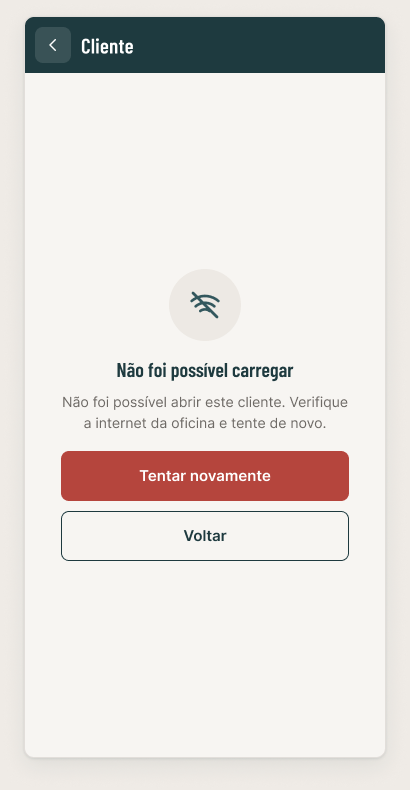 Cliente
Não foi possível carregar
Não foi possível abrir este cliente. Verifique
a internet da oficina e tente de novo.
Tentar novamente
Voltar